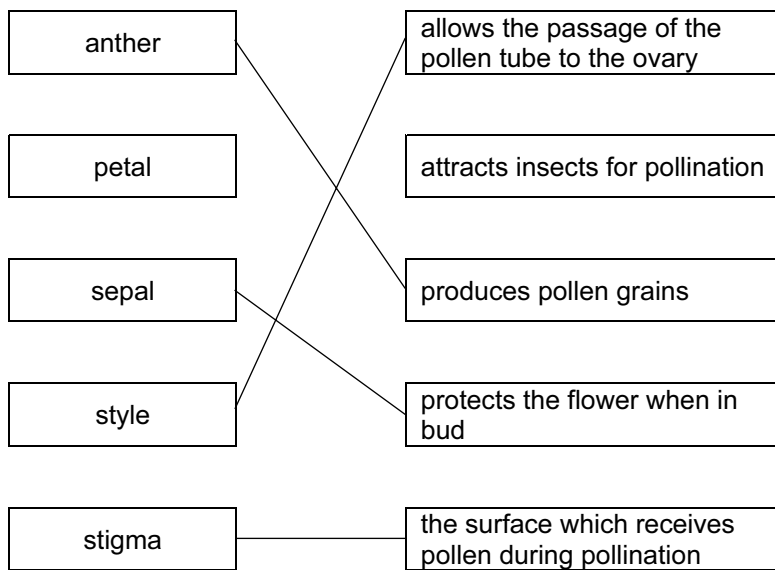 anther
allows the passage of the
pollen tube to the ovary
petal
attracts insects for pollination
sepal
produces pollen grains
style
protects the flower when in
bud
stigma
the surface which receives
pollen during pollination